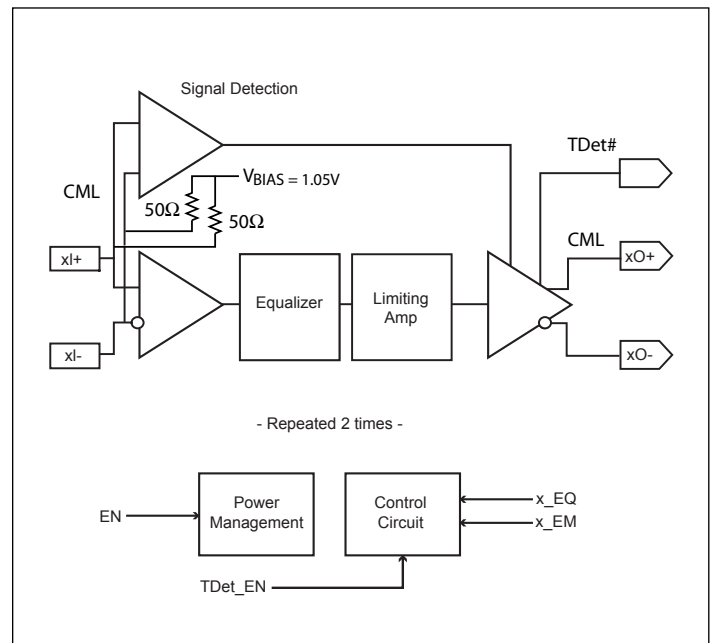 Signal Detection
TDet#
CML
VBIAS = 1.05V
50Ω
50Ω
CML
xI+
xO+
Equalizer
Limiting
Amp
xI-
xO-
- Repeated 2 times -
EN
Power
Management
Control
Circuit
x_EQ
x_EM
TDet_EN